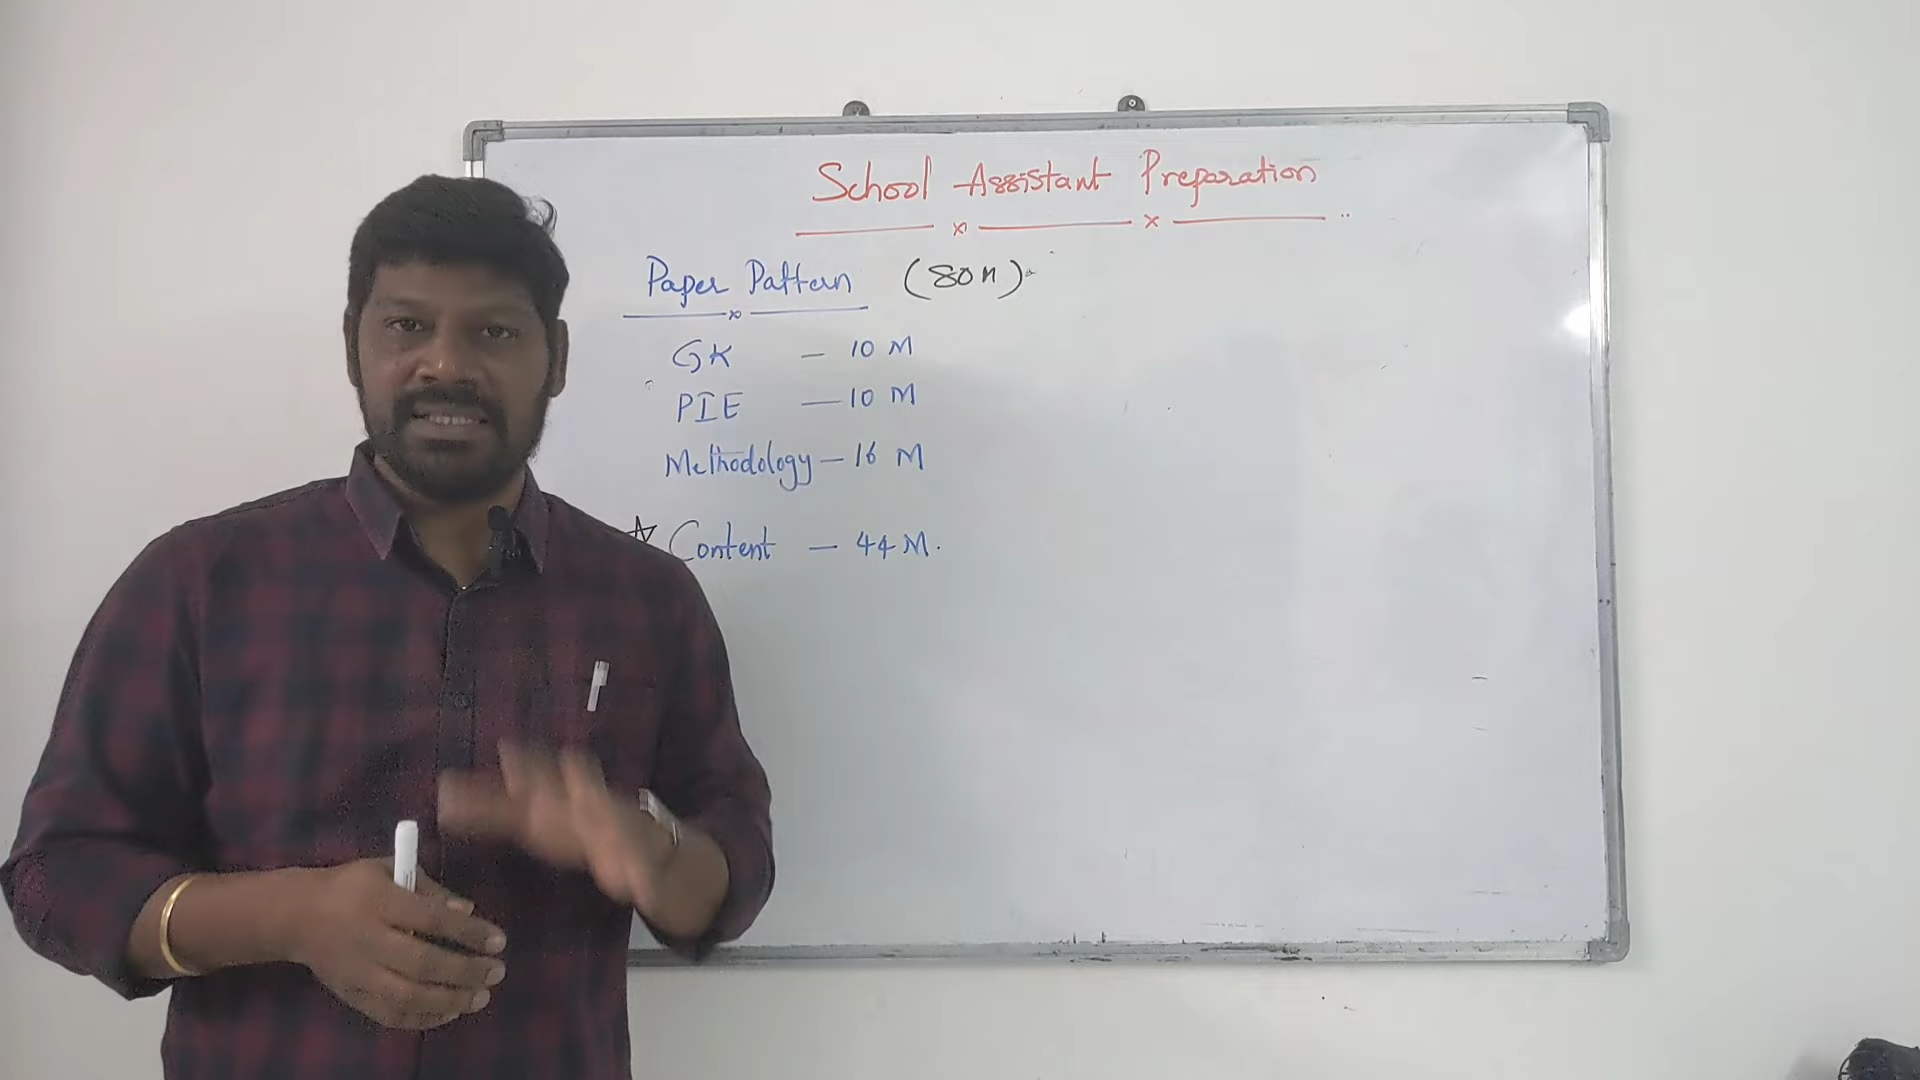 School Assistant Preparation
Paper Pattern (80M)
GK - 10 M
PIE - 10 M
Methodology - 16 M
☆ Content - 44 M.